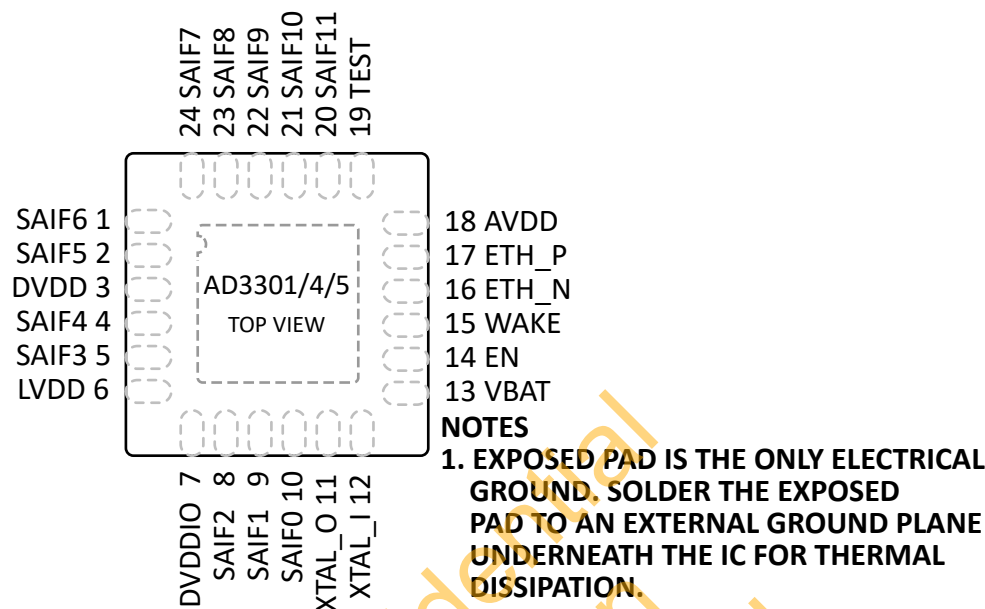 24 SAIF7
23 SAIF8
22 SAIF9
21 SAIF10
20 SAIF11
19 TEST
SAIF6 1
SAIF5 2
DVDD 3
SAIF4 4
SAIF3 5
LVDD 6
AD3301/4/5
TOP VIEW
18 AVDD
17 ETH_P
16 ETH_N
15 WAKE
14 EN
13 VBAT
DVDDIO 7
SAIF2 8
SAIF1 9
SAIF0 10
XTAL_O 11
XTAL_I 12
NOTES
1. EXPOSED PAD IS THE ONLY ELECTRICAL
GROUND. SOLDER THE EXPOSED
PAD TO AN EXTERNAL GROUND PLANE
UNDERNEATH THE IC FOR THERMAL
DISSIPATION.